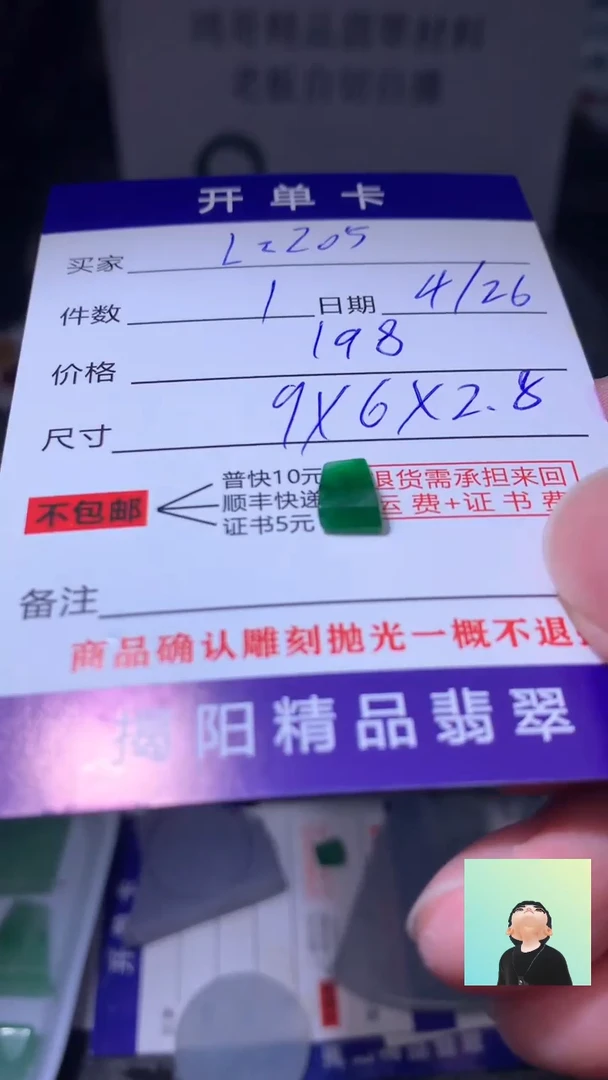 开单卡
买家 Lz205
件数 1 日期 4/26
价格 198
尺寸 9X6X2.8
不包邮
普快10元
顺丰快递
证书5元
退货需承担来回
运费+证书费
备注
商品确认雕刻抛光一概不退
揭阳精品翡翠